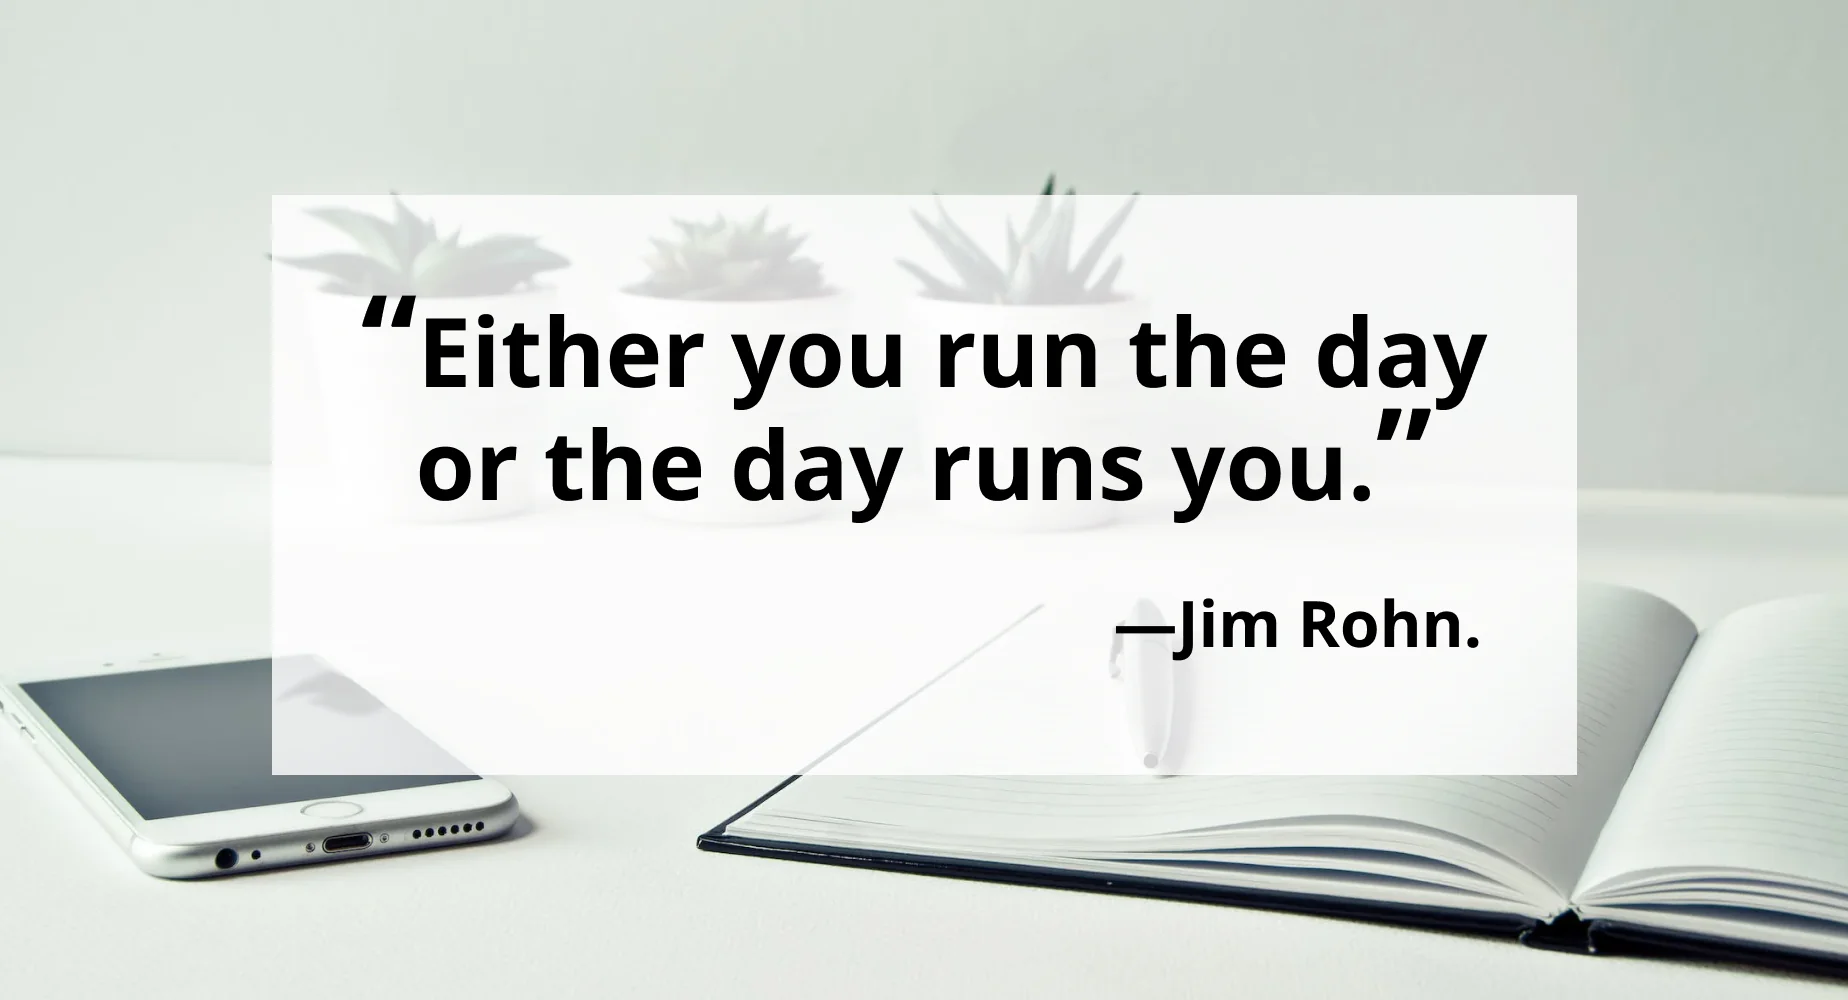 “Either you run the day
or the day runs you.”
—Jim Rohn.